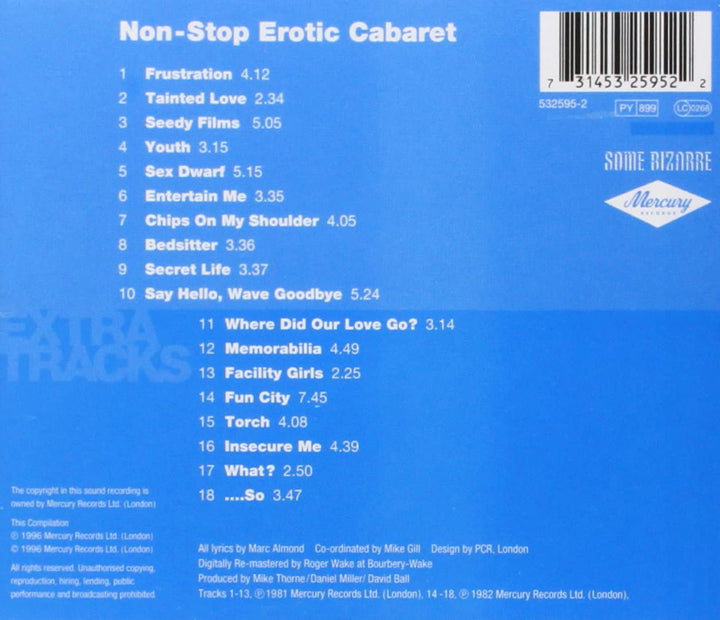 Non-Stop Erotic Cabaret
1 Frustration 4.12
2 Tainted Love 2.34
3 Seedy Films 5.05
4 Youth 3.15
5 Sex Dwarf 5.15
6 Entertain Me 3.35
7 Chips On My Shoulder 4.05
8 Bedsitter 3.36
9 Secret Life 3.37
10 Say Hello, Wave Goodbye 5.24
7 31453 25952 2
532595-2 PY 899 LC 0268
SOME BIZARRE
Mercury
RECORDS
EXTRA
TRACKS
11 Where Did Our Love Go? 3.14
12 Memorabilia 4.49
13 Facility Girls 2.25
14 Fun City 7.45
15 Torch 4.08
16 Insecure Me 4.39
17 What? 2.50
18 ....So 3.47
The copyright in this sound recording is
owned by Mercury Records Ltd. (London)
This Compilation
℗ 1996 Mercury Records Ltd. (London)
© 1996 Mercury Records Ltd. (London)
All rights reserved. Unauthorised copying,
reproduction, hiring, lending, public
performance and broadcasting prohibited.
All lyrics by Marc Almond Co-ordinated by Mike Gill Design by PCR, London
Digitally Re-mastered by Roger Wake at Bourbery-Wake
Produced by Mike Thorne/Daniel Miller/ David Ball
Tracks 1-13, ℗ 1981 Mercury Records Ltd. (London), 14 -18, ℗ 1982 Mercury Records Ltd. (London),